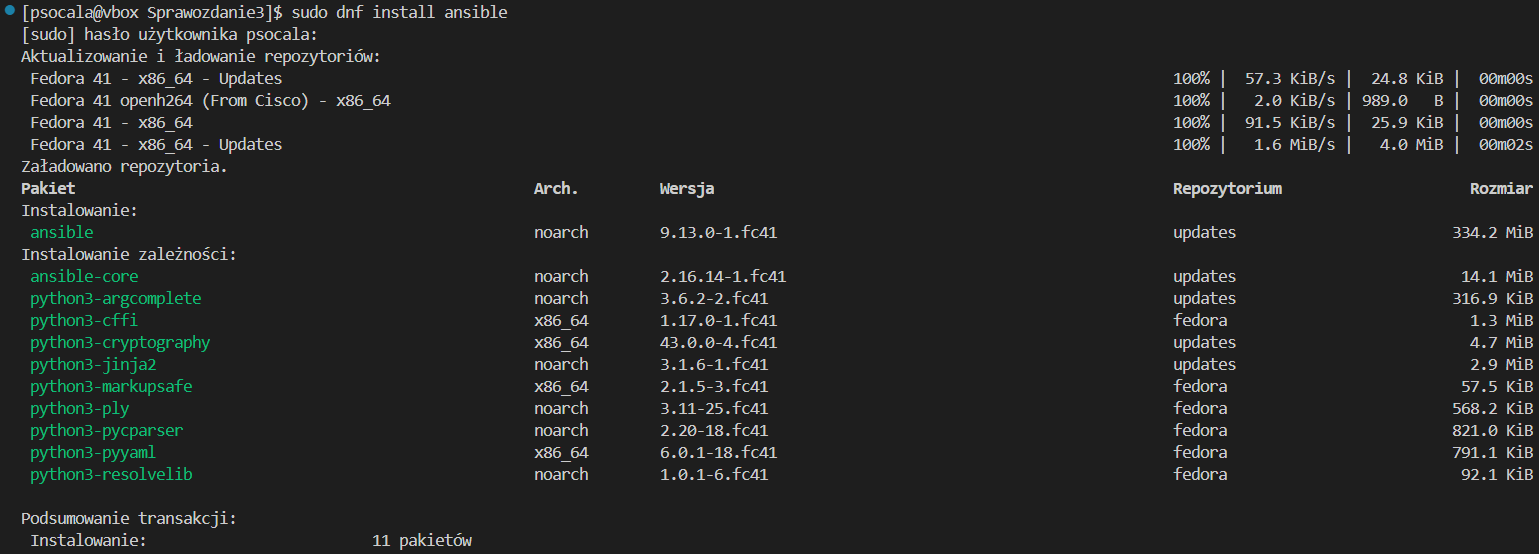 [psocala@vbox Sprawozdanie3]$ sudo dnf install ansible
[sudo] hasło użytkownika psocala:
Aktualizowanie i ładowanie repozytoriów:
Fedora 41 - x86_64 - Updates 100% | 57.3 KiB/s | 24.8 KiB | 00m00s
Fedora 41 openh264 (From Cisco) - x86_64 100% | 2.0 KiB/s | 989.0 B | 00m00s
Fedora 41 - x86_64 100% | 91.5 KiB/s | 25.9 KiB | 00m00s
Fedora 41 - x86_64 - Updates 100% | 1.6 MiB/s | 4.0 MiB | 00m02s
Załadowano repozytoria.
Pakiet Arch. Wersja Repozytorium Rozmiar
Instalowanie:
ansible noarch 9.13.0-1.fc41 updates 334.2 MiB
Instalowanie zależności:
ansible-core noarch 2.16.14-1.fc41 updates 14.1 MiB
python3-argcomplete noarch 3.6.2-2.fc41 updates 316.9 KiB
python3-cffi x86_64 1.17.0-1.fc41 fedora 1.3 MiB
python3-cryptography x86_64 43.0.0-4.fc41 updates 4.7 MiB
python3-jinja2 noarch 3.1.6-1.fc41 updates 2.9 MiB
python3-markupsafe x86_64 2.1.5-3.fc41 fedora 57.5 KiB
python3-ply noarch 3.11-25.fc41 fedora 568.2 KiB
python3-pycparser noarch 2.20-18.fc41 fedora 821.0 KiB
python3-pyyaml x86_64 6.0.1-18.fc41 fedora 791.1 KiB
python3-resolvelib noarch 1.0.1-6.fc41 fedora 92.1 KiB
Podsumowanie transakcji:
Instalowanie: 11 pakietów